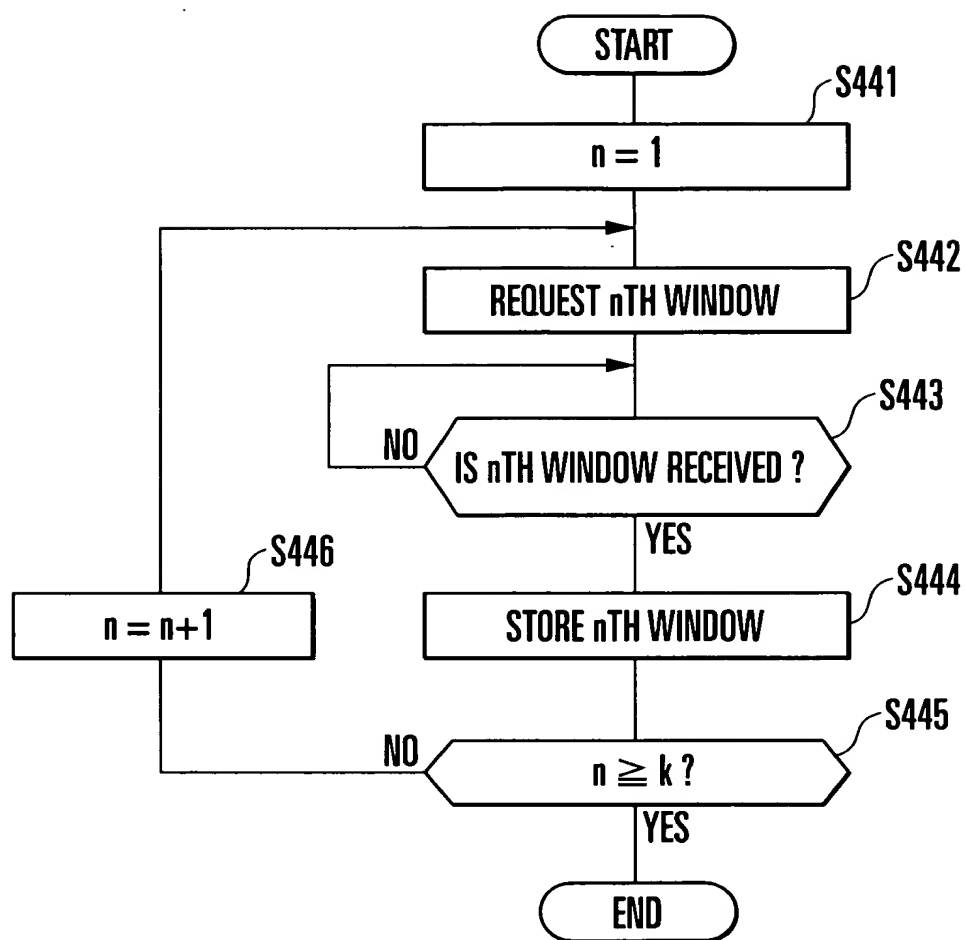 START
S441
n = 1
S442
REQUEST nTH WINDOW
S443
NO
IS nTH WINDOW RECEIVED ?
YES
S446
S444
n = n+1
STORE nTH WINDOW
S445
NO
n ≧ k ?
YES
END